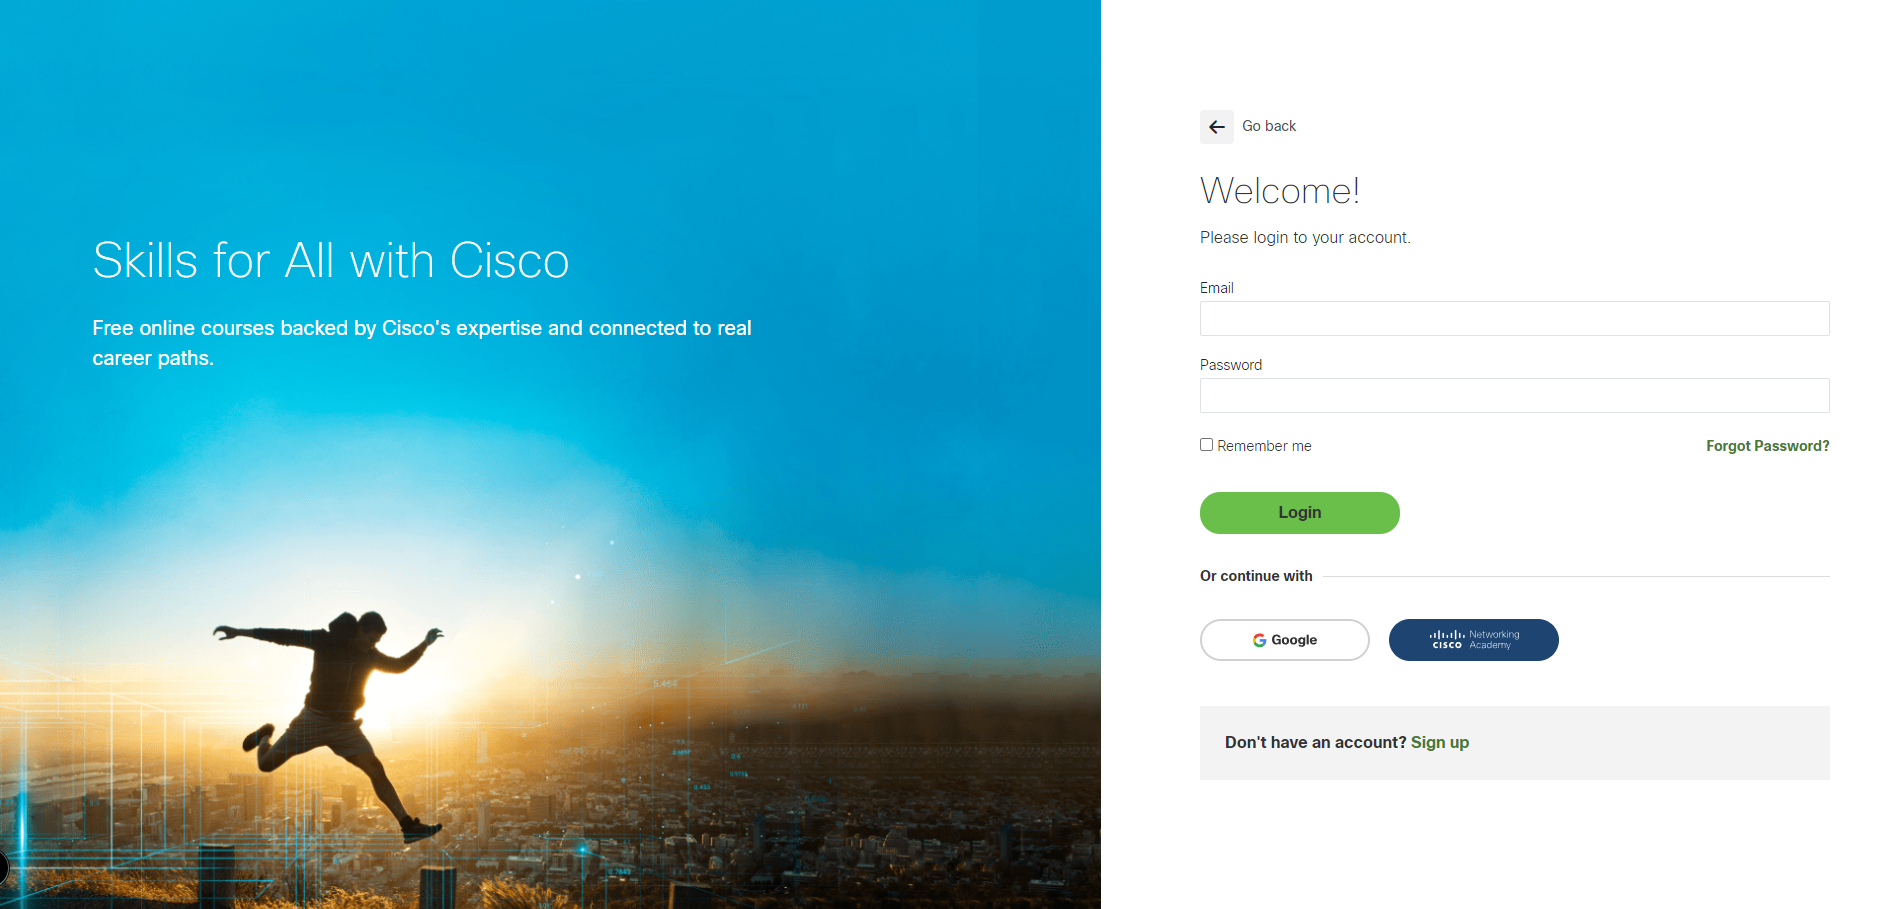 Skills for All with Cisco
Free online courses backed by Cisco's expertise and connected to real
career paths.
Go back
Welcome!
Please login to your account.
Email
Password
Remember me
Forgot Password?
Login
Or continue with
Google
CISCO Networking Academy
Don't have an account? Sign up
5.464